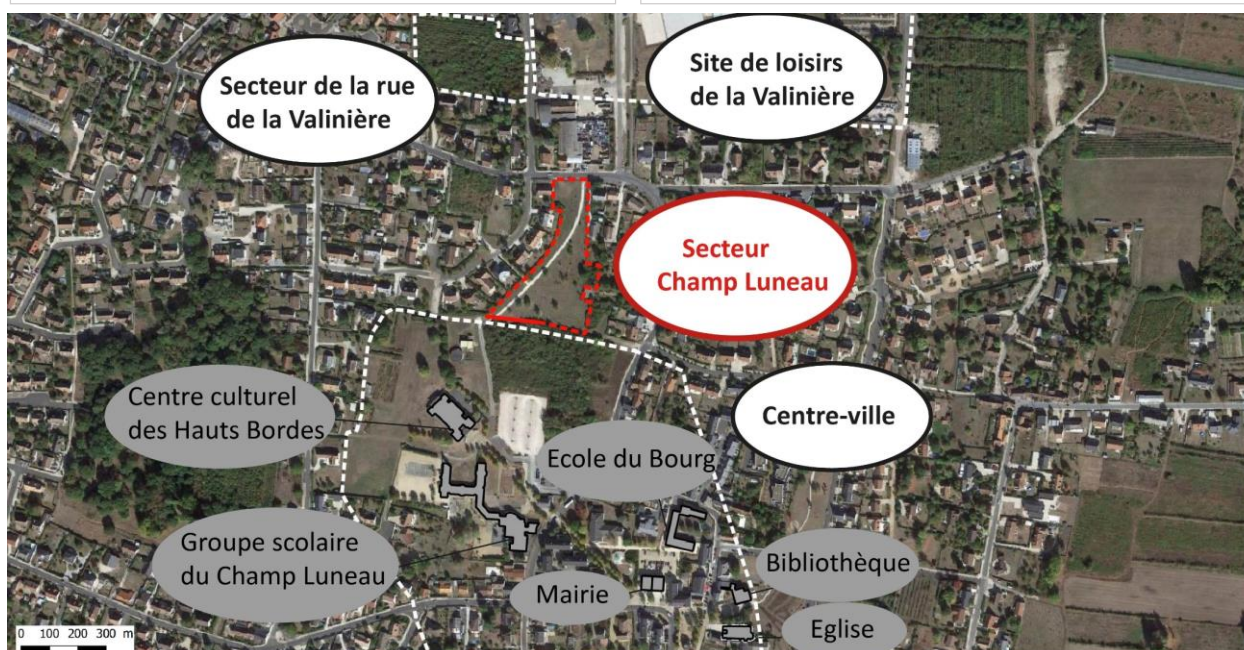 Secteur de la rue
de la Valinière
Site de loisirs
de la Valinière
Secteur
Champ Luneau
Centre culturel
des Hauts Bordes
Centre-ville
Ecole du Bourg
Groupe scolaire
du Champ Luneau
Bibliothèque
Mairie
Eglise
0 100 200 300 m